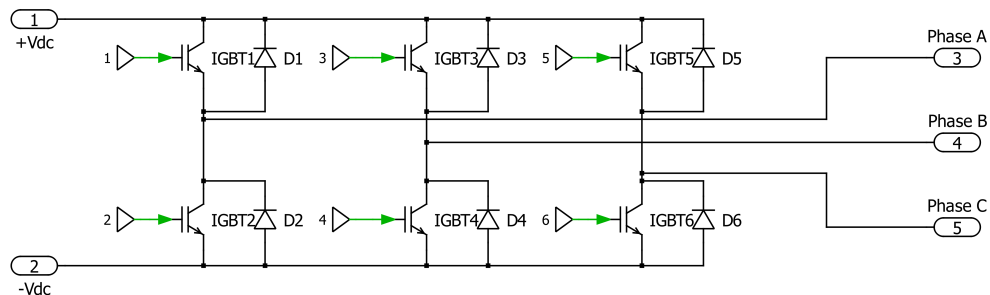 1
+Vdc
1 IGBT1 D1 3 IGBT3 D3 5 IGBT5 D5
Phase A
3
Phase B
4
2 IGBT2 D2 4 IGBT4 D4 6 IGBT6 D6
Phase C
5
2
-Vdc